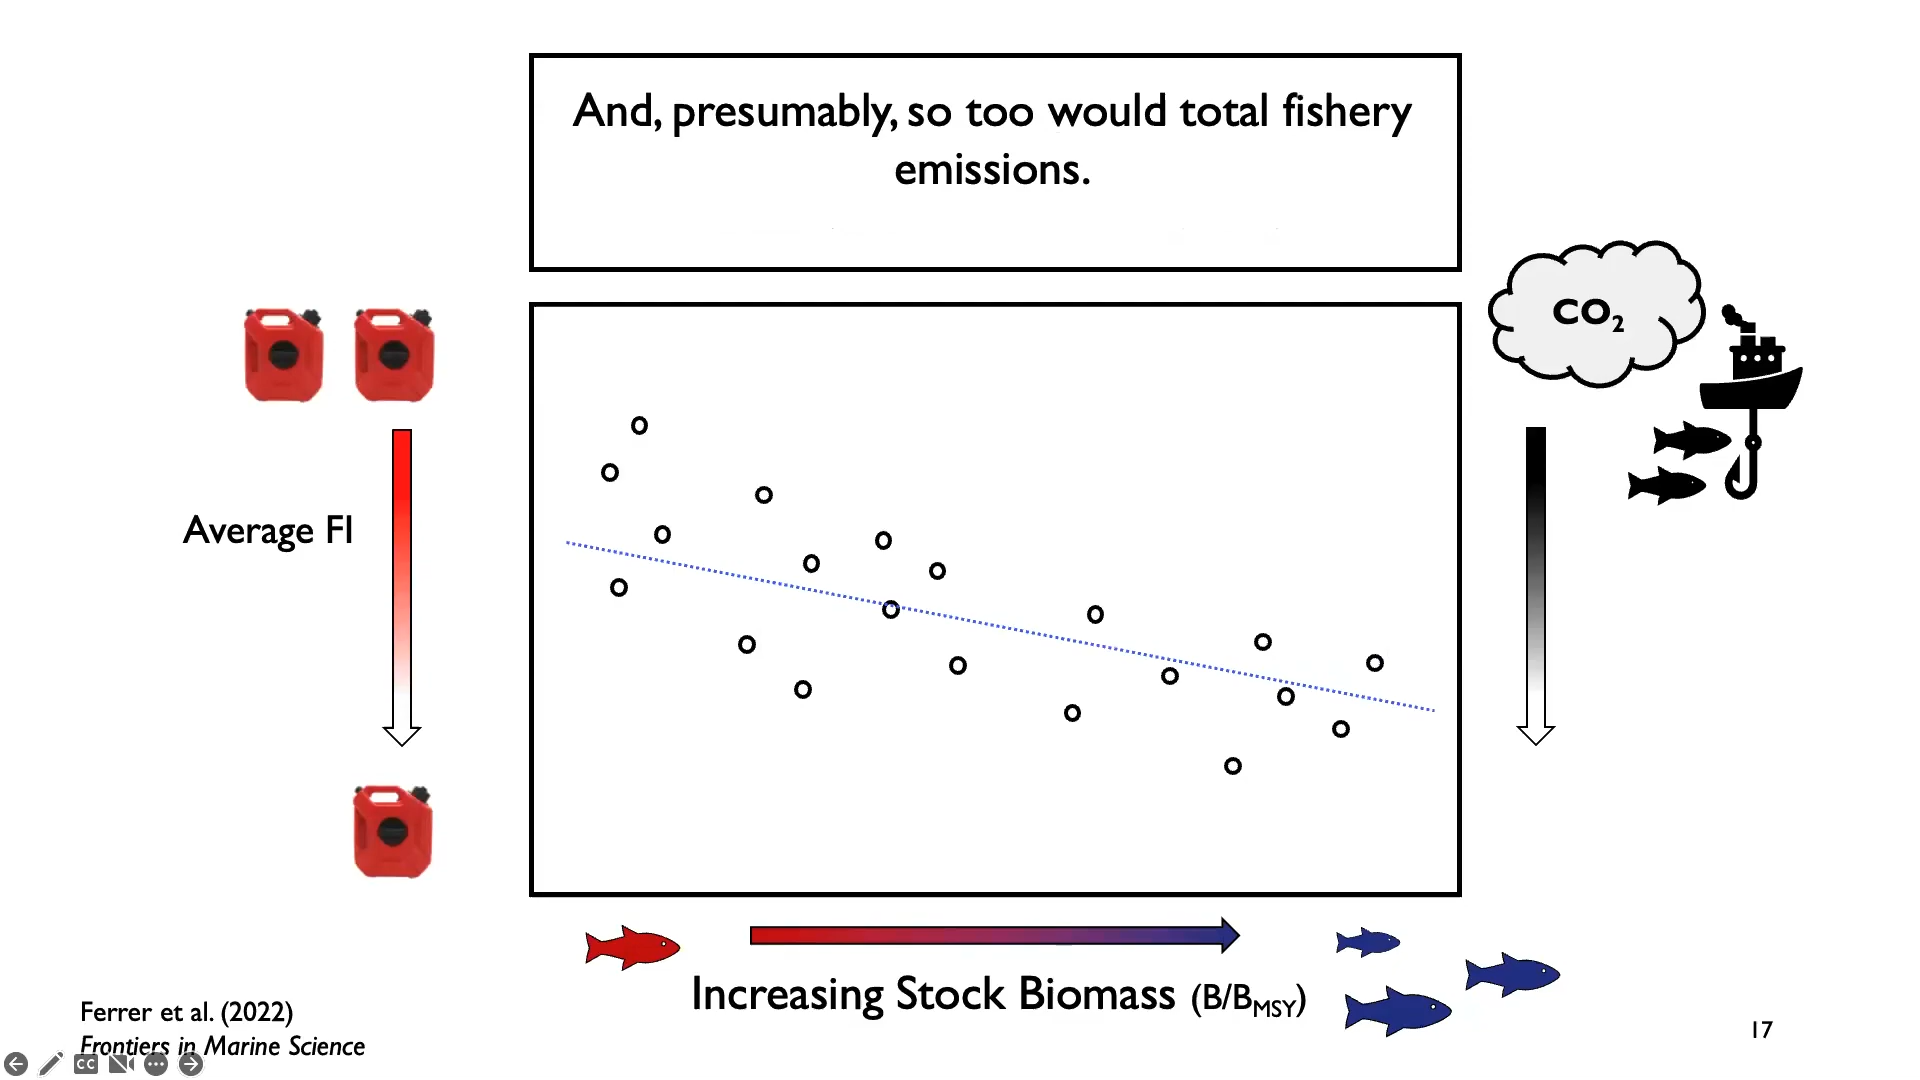 And, presumably, so too would total fishery
emissions.
CO₂
Average FI
Increasing Stock Biomass (B/BMSY)
Ferrer et al. (2022)
Frontiers in Marine Science
17
CC